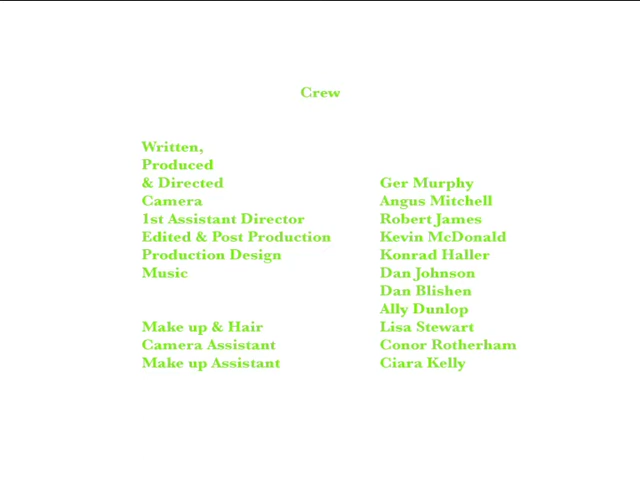 Crew
Written,
Produced
& Directed Ger Murphy
Camera Angus Mitchell
1st Assistant Director Robert James
Edited & Post Production Kevin McDonald
Production Design Konrad Haller
Music Dan Johnson
Dan Blishen
Ally Dunlop
Make up & Hair Lisa Stewart
Camera Assistant Conor Rotherham
Make up Assistant Ciara Kelly